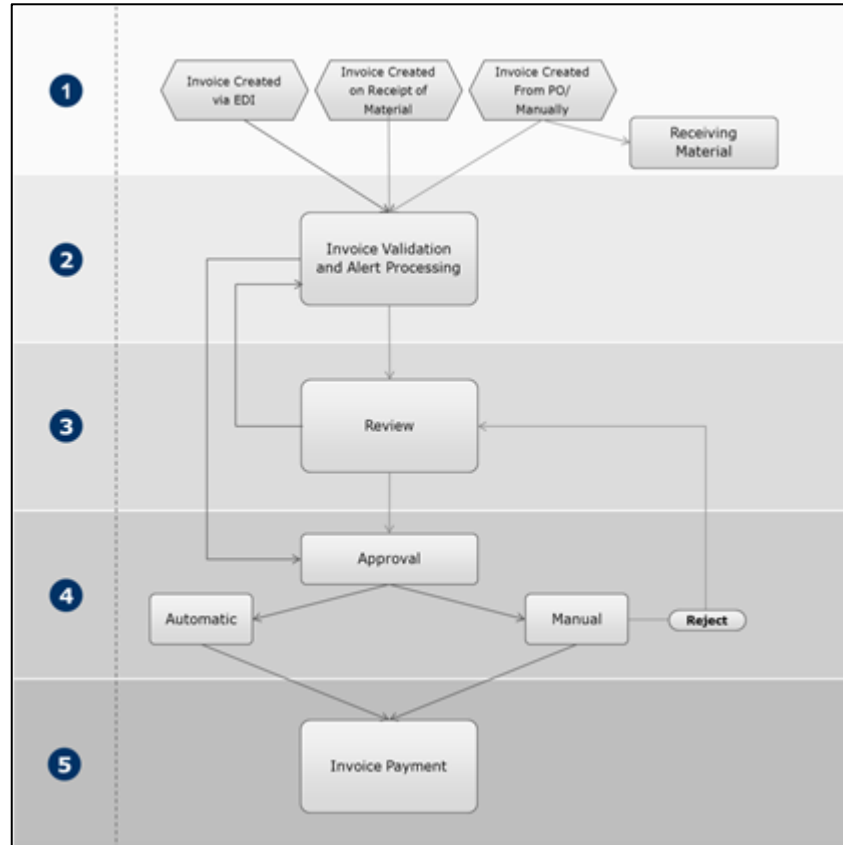 1
Invoice Created
via EDI
Invoice Created
on Receipt of
Material
Invoice Created
From PO/
Manually
Receiving
Material
2
Invoice Validation
and Alert Processing
3
Review
4
Approval
Automatic
Manual
Reject
5
Invoice Payment